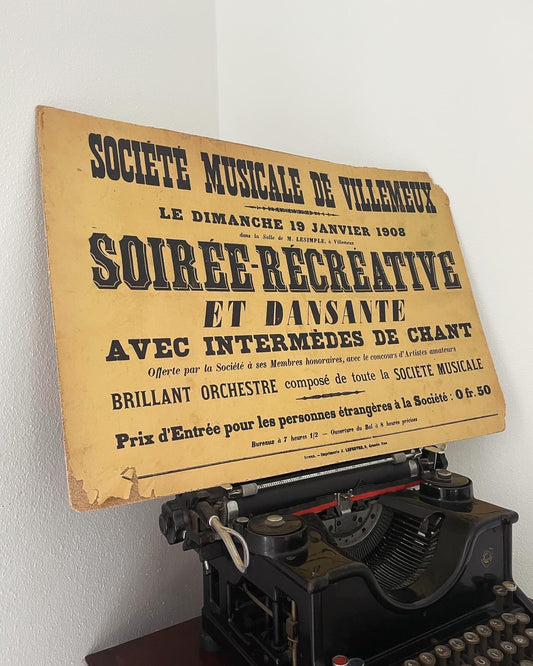 SOCIÉTÉ MUSICALE DE VILLEMEUX
LE DIMANCHE 19 JANVIER 1908
dans la Salle de M. LESIMPLE, à Villemeux
SOIRÉE-RÉCRÉATIVE
ET DANSANTE
AVEC INTERMÈDES DE CHANT
Offerte par la Société à ses Membres honoraires, avec le concours d'Artistes amateurs
BRILLANT ORCHESTRE composé de toute la SOCIÉTÉ MUSICALE
Prix d'Entrée pour les personnes étrangères à la Société : 0 fr. 50
Bureaux à 7 heures 1/2 — Ouverture du Bal à 8 heures précises
Imprimerie J. LEFEBVRE